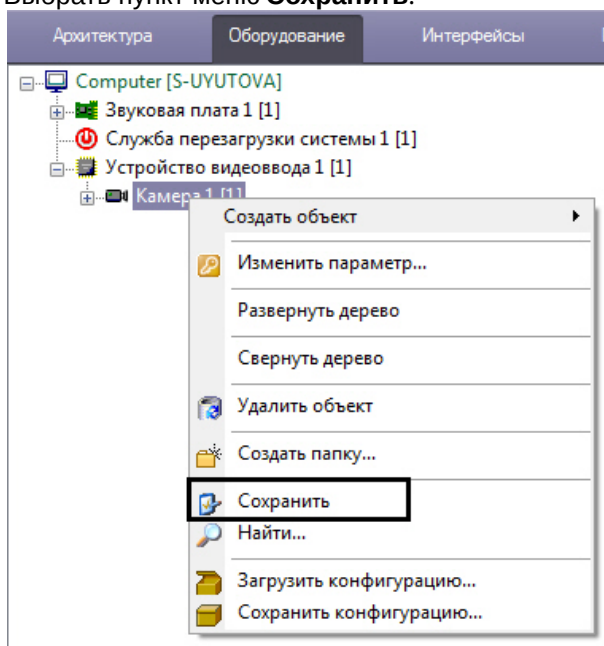 Выбрать пункт меню Сохранить.
Архитектура Оборудование Интерфейсы
Computer [S-UYUTOVA]
Звуковая плата 1 [1]
Служба перезагрузки системы 1 [1]
Устройство видеоввода 1 [1]
Камера 1 [1]
Создать объект
Изменить параметр...
Развернуть дерево
Свернуть дерево
Удалить объект
Создать папку...
Сохранить
Найти...
Загрузить конфигурацию...
Сохранить конфигурацию...